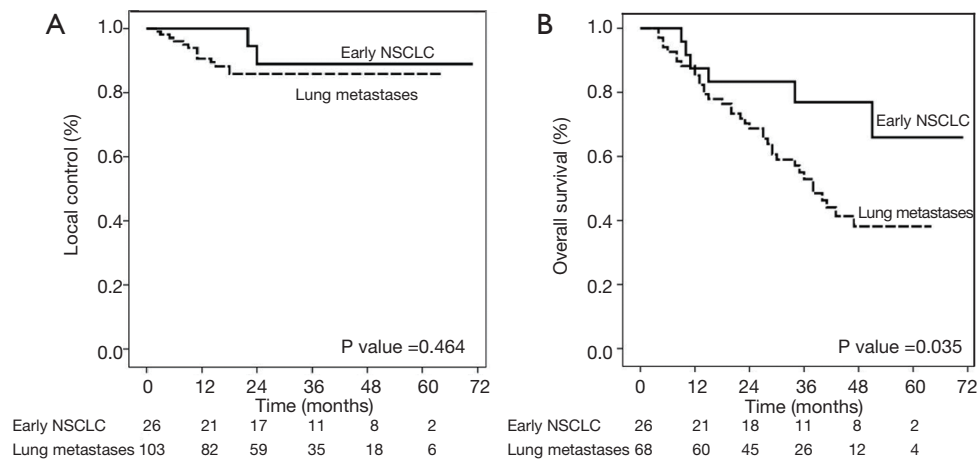 A
Local control (%)
1.0
0.8
0.6
0.4
0.2
0.0
Early NSCLC
Lung metastases
P value =0.464
0 12 24 36 48 60 72
Time (months)
Early NSCLC 26 21 17 11 8 2
Lung metastases 103 82 59 35 18 6
B
Overall survival (%)
1.0
0.8
0.6
0.4
0.2
0.0
Early NSCLC
Lung metastases
P value =0.035
0 12 24 36 48 60 72
Time (months)
Early NSCLC 26 21 18 11 8 2
Lung metastases 68 60 45 26 12 4